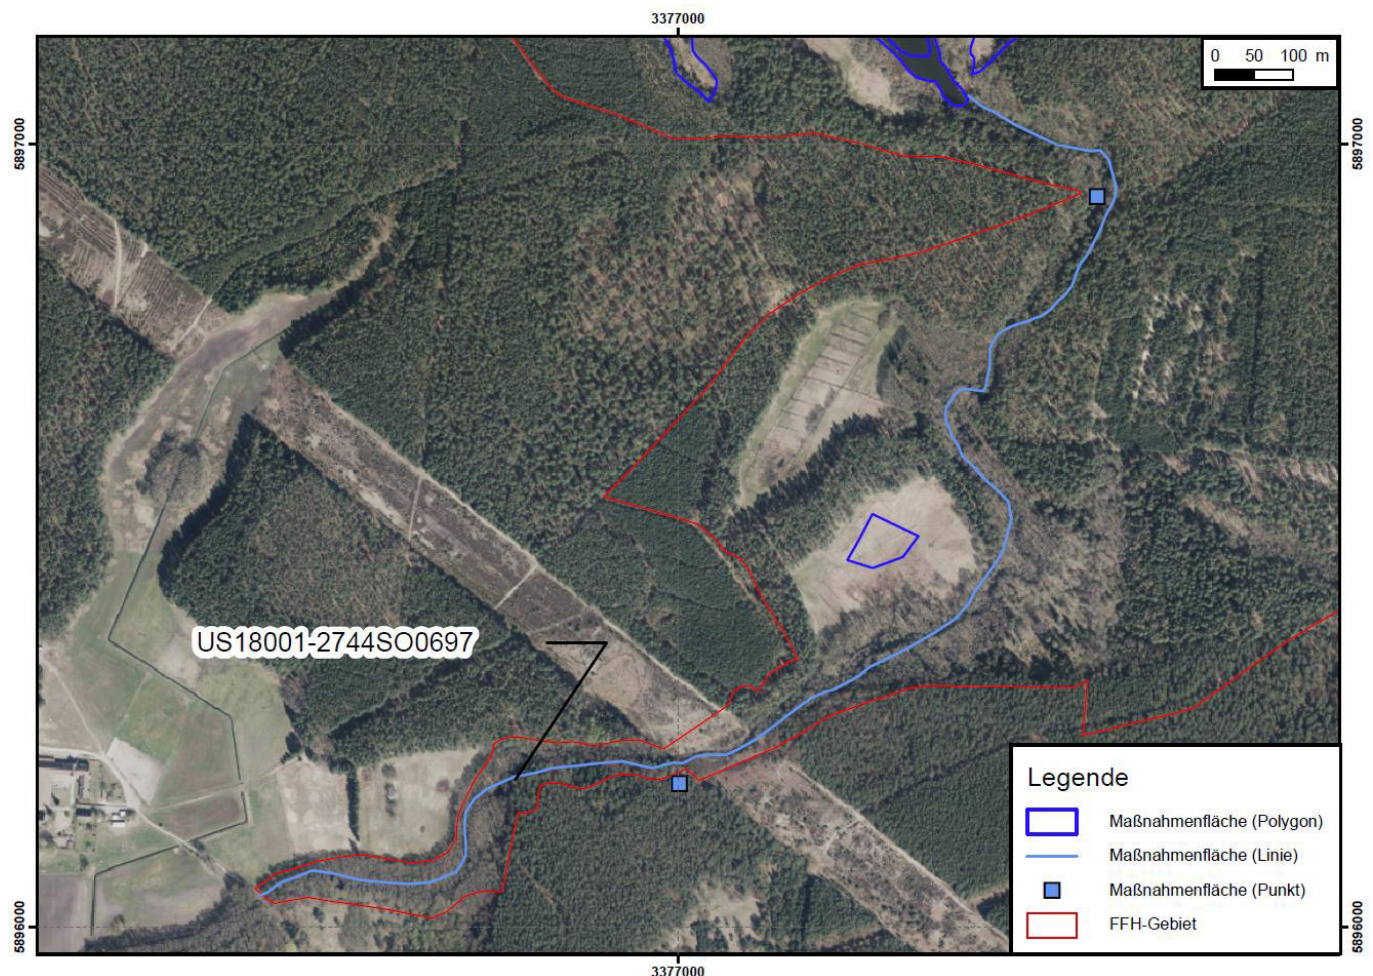 3377000
0 50 100 m
5897000
5897000
US18001-2744SO0697
Legende
Maßnahmenfläche (Polygon)
Maßnahmenfläche (Linie)
Maßnahmenfläche (Punkt)
FFH-Gebiet
5896000
5896000
3377000